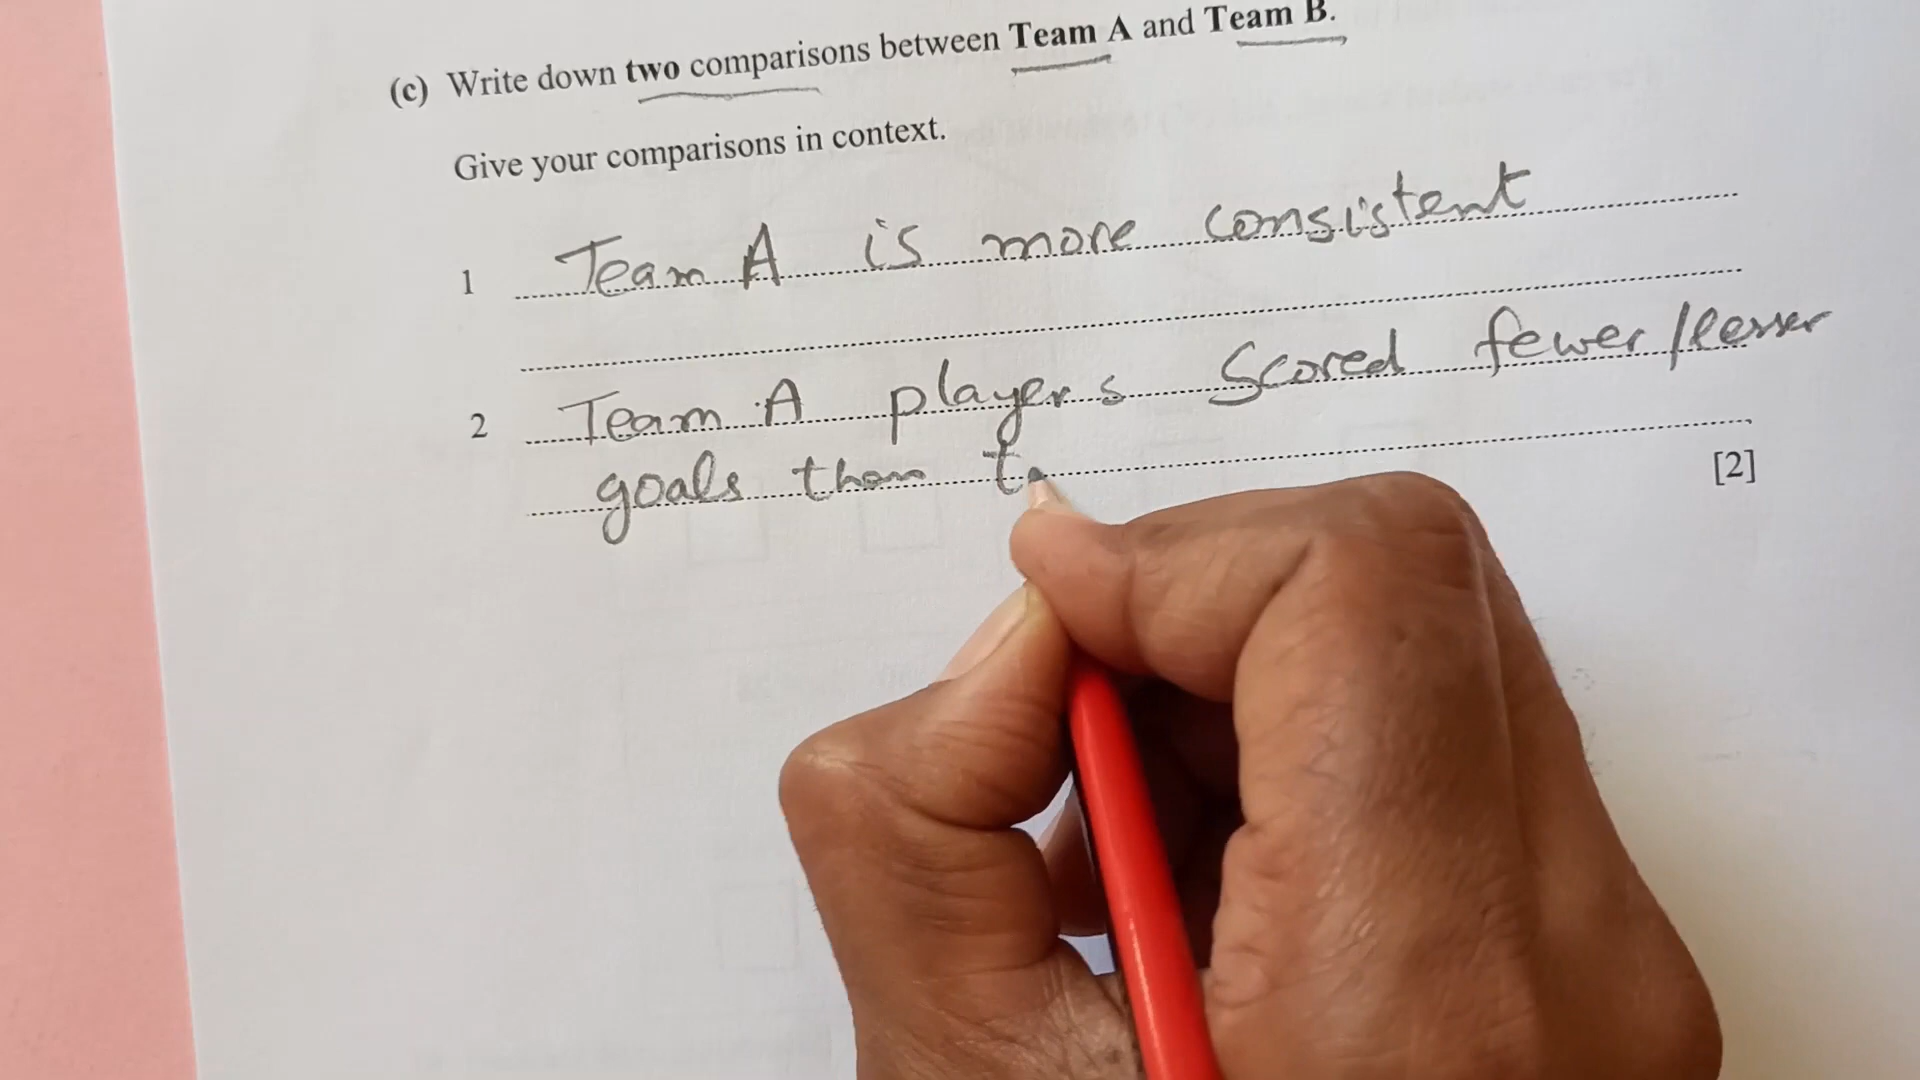 (c) Write down two comparisons between Team A and Team B.
Give your comparisons in context.
1 Team A is more consistent
2 Team A players scored fewer/lesser
goals than t
[2]